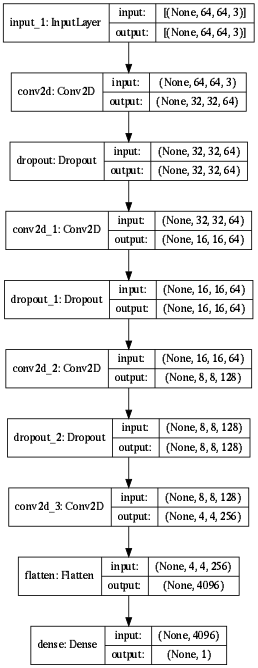 input_1: InputLayer input: [(None, 64, 64, 3)]
output: [(None, 64, 64, 3)]
conv2d: Conv2D input: (None, 64, 64, 3)
output: (None, 32, 32, 64)
dropout: Dropout input: (None, 32, 32, 64)
output: (None, 32, 32, 64)
conv2d_1: Conv2D input: (None, 32, 32, 64)
output: (None, 16, 16, 64)
dropout_1: Dropout input: (None, 16, 16, 64)
output: (None, 16, 16, 64)
conv2d_2: Conv2D input: (None, 16, 16, 64)
output: (None, 8, 8, 128)
dropout_2: Dropout input: (None, 8, 8, 128)
output: (None, 8, 8, 128)
conv2d_3: Conv2D input: (None, 8, 8, 128)
output: (None, 4, 4, 256)
flatten: Flatten input: (None, 4, 4, 256)
output: (None, 4096)
dense: Dense input: (None, 4096)
output: (None, 1)